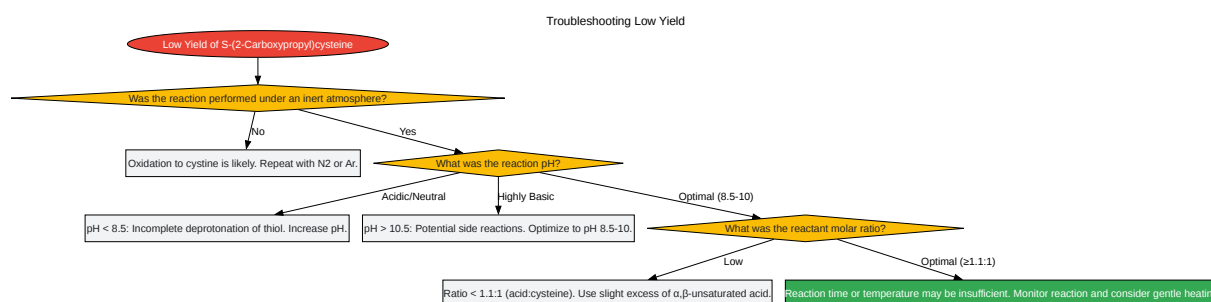 Troubleshooting Low Yield
Low Yield of S-(2-Carboxypropyl)cysteine
Was the reaction performed under an inert atmosphere?
No
Yes
Oxidation to cystine is likely. Repeat with N2 or Ar.
What was the reaction pH?
Acidic/Neutral
Highly Basic
Optimal (8.5-10)
pH < 8.5: Incomplete deprotonation of thiol. Increase pH.
pH > 10.5: Potential side reactions. Optimize to pH 8.5-10.
What was the reactant molar ratio?
Low
Optimal (≥1.1:1)
Ratio < 1.1:1 (acid:cysteine). Use slight excess of α,β-unsaturated acid.
Reaction time or temperature may be insufficient. Monitor reaction and consider gentle